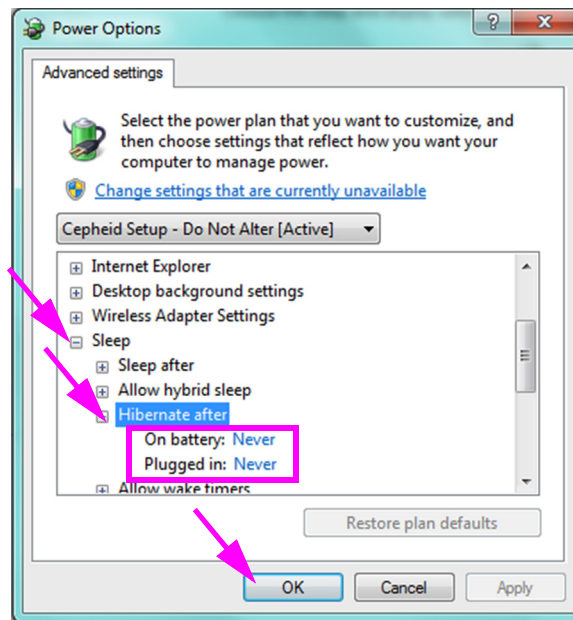 Power Options
Advanced settings
Select the power plan that you want to customize, and
then choose settings that reflect how you want your
computer to manage power.
Change settings that are currently unavailable
Cepheid Setup - Do Not Alter [Active]
Internet Explorer
Desktop background settings
Wireless Adapter Settings
Sleep
Sleep after
Allow hybrid sleep
Hibernate after
On battery: Never
Plugged in: Never
Allow wake timers
Restore plan defaults
OK Cancel Apply